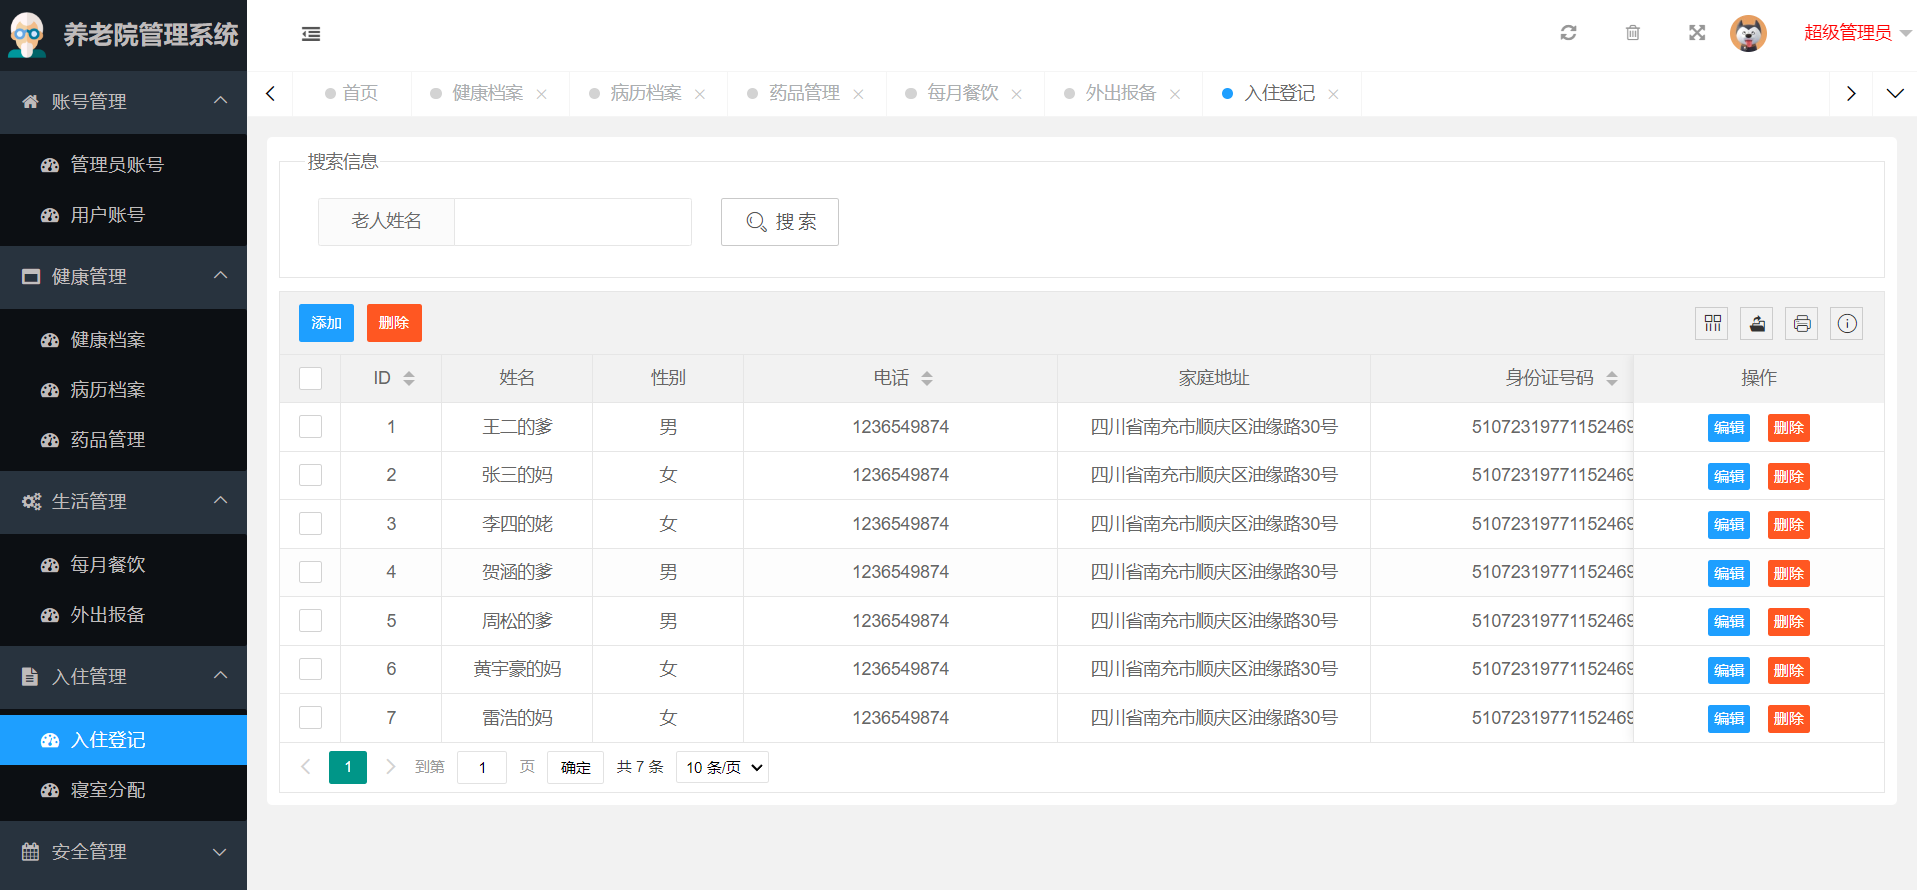 养老院管理系统
超级管理员
账号管理
管理员账号
用户账号
健康管理
健康档案
病历档案
药品管理
生活管理
每月餐饮
外出报备
入住管理
入住登记
寝室分配
安全管理
首页 健康档案 病历档案 药品管理 每月餐饮 外出报备 入住登记
搜索信息
老人姓名 搜 索
添加 删除
ID 姓名 性别 电话 家庭地址 身份证号码 操作
1 王二的爹 男 1236549874 四川省南充市顺庆区油缘路30号 51072319771152469 编辑 删除
2 张三的妈 女 1236549874 四川省南充市顺庆区油缘路30号 51072319771152469 编辑 删除
3 李四的姥 女 1236549874 四川省南充市顺庆区油缘路30号 51072319771152469 编辑 删除
4 贺涵的爹 男 1236549874 四川省南充市顺庆区油缘路30号 51072319771152469 编辑 删除
5 周松的爹 男 1236549874 四川省南充市顺庆区油缘路30号 51072319771152469 编辑 删除
6 黄宇豪的妈 女 1236549874 四川省南充市顺庆区油缘路30号 51072319771152469 编辑 删除
7 雷浩的妈 女 1236549874 四川省南充市顺庆区油缘路30号 51072319771152469 编辑 删除
1 到第 1 页 确定 共 7 条 10 条/页